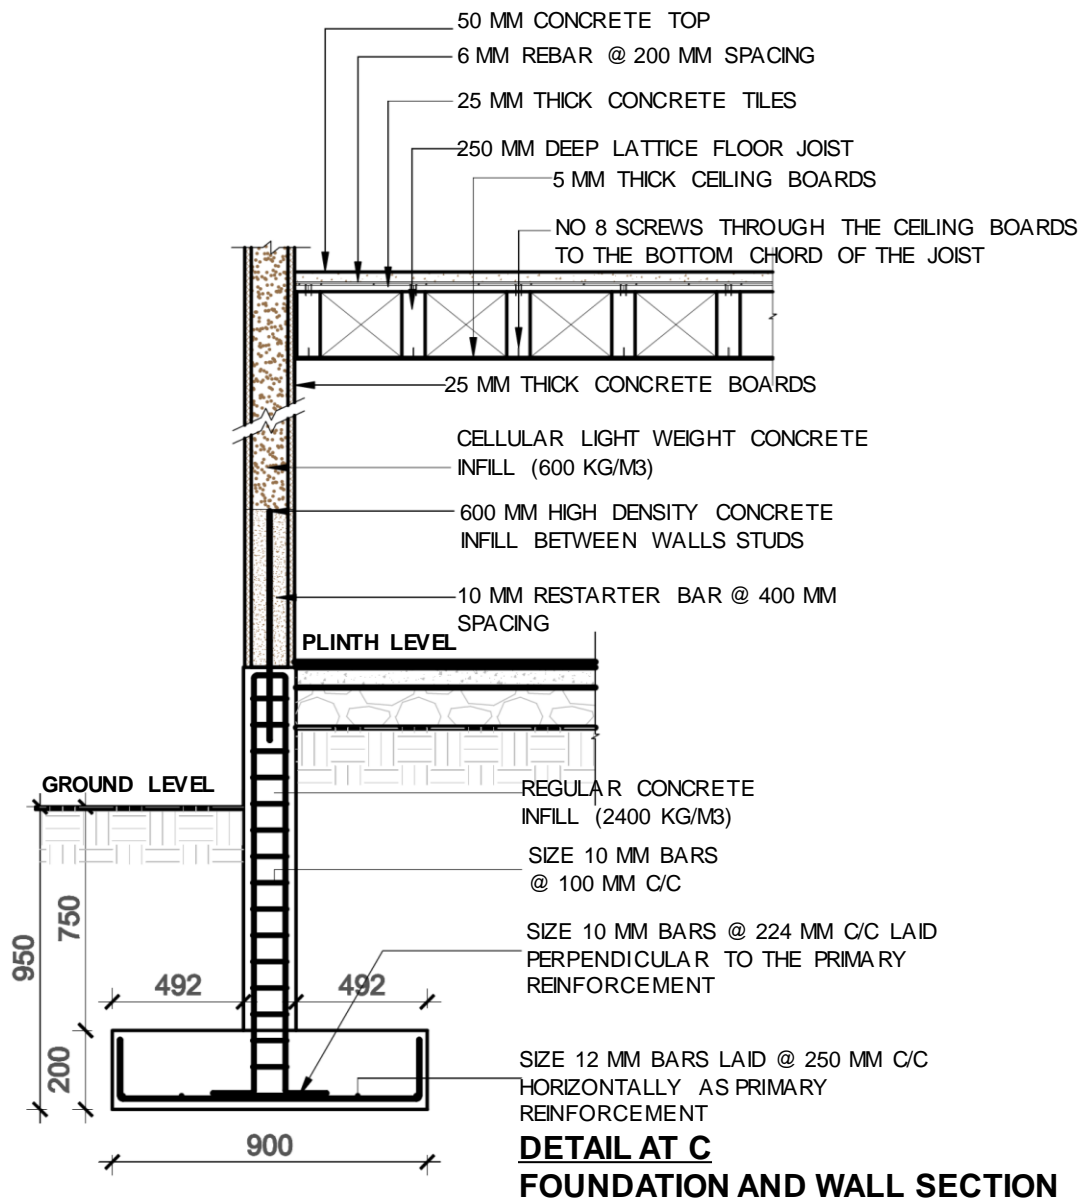 50 MM CONCRETE TOP
6 MM REBAR @ 200 MM SPACING
25 MM THICK CONCRETE TILES
250 MM DEEP LATTICE FLOOR JOIST
5 MM THICK CEILING BOARDS
NO 8 SCREWS THROUGH THE CEILING BOARDS
TO THE BOTTOM CHORD OF THE JOIST
25 MM THICK CONCRETE BOARDS
CELLULAR LIGHT WEIGHT CONCRETE
INFILL (600 KG/M3)
600 MM HIGH DENSITY CONCRETE
INFILL BETWEEN WALLS STUDS
10 MM RESTARTER BAR @ 400 MM
SPACING
PLINTH LEVEL
GROUND LEVEL
REGULAR CONCRETE
INFILL (2400 KG/M3)
SIZE 10 MM BARS
@ 100 MM C/C
750
950
SIZE 10 MM BARS @ 224 MM C/C LAID
PERPENDICULAR TO THE PRIMARY
REINFORCEMENT
492
492
200
SIZE 12 MM BARS LAID @ 250 MM C/C
HORIZONTALLY AS PRIMARY
REINFORCEMENT
900
DETAIL AT C
FOUNDATION AND WALL SECTION